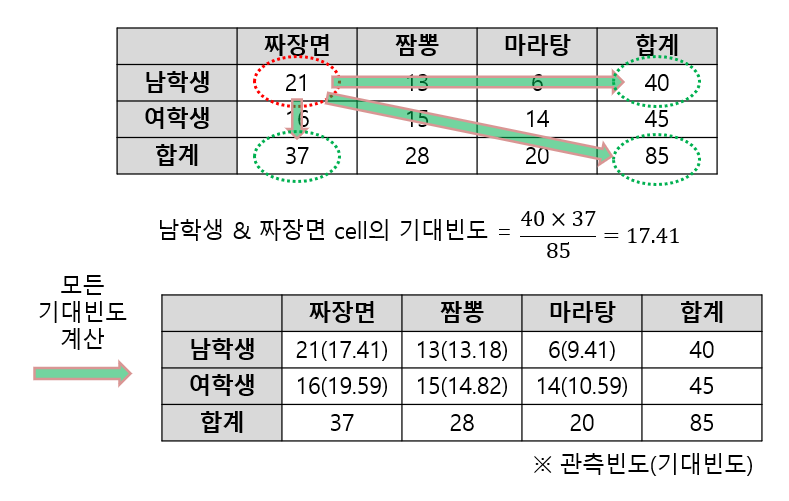 짜장면 짬뽕 마라탕 합계
남학생 21 13 6 40
여학생 16 15 14 45
합계 37 28 20 85
남학생 & 짜장면 cell의 기대빈도 = 40 × 37 / 85 = 17.41
모든
기대빈도
계산
짜장면 짬뽕 마라탕 합계
남학생 21(17.41) 13(13.18) 6(9.41) 40
여학생 16(19.59) 15(14.82) 14(10.59) 45
합계 37 28 20 85
※ 관측빈도(기대빈도)